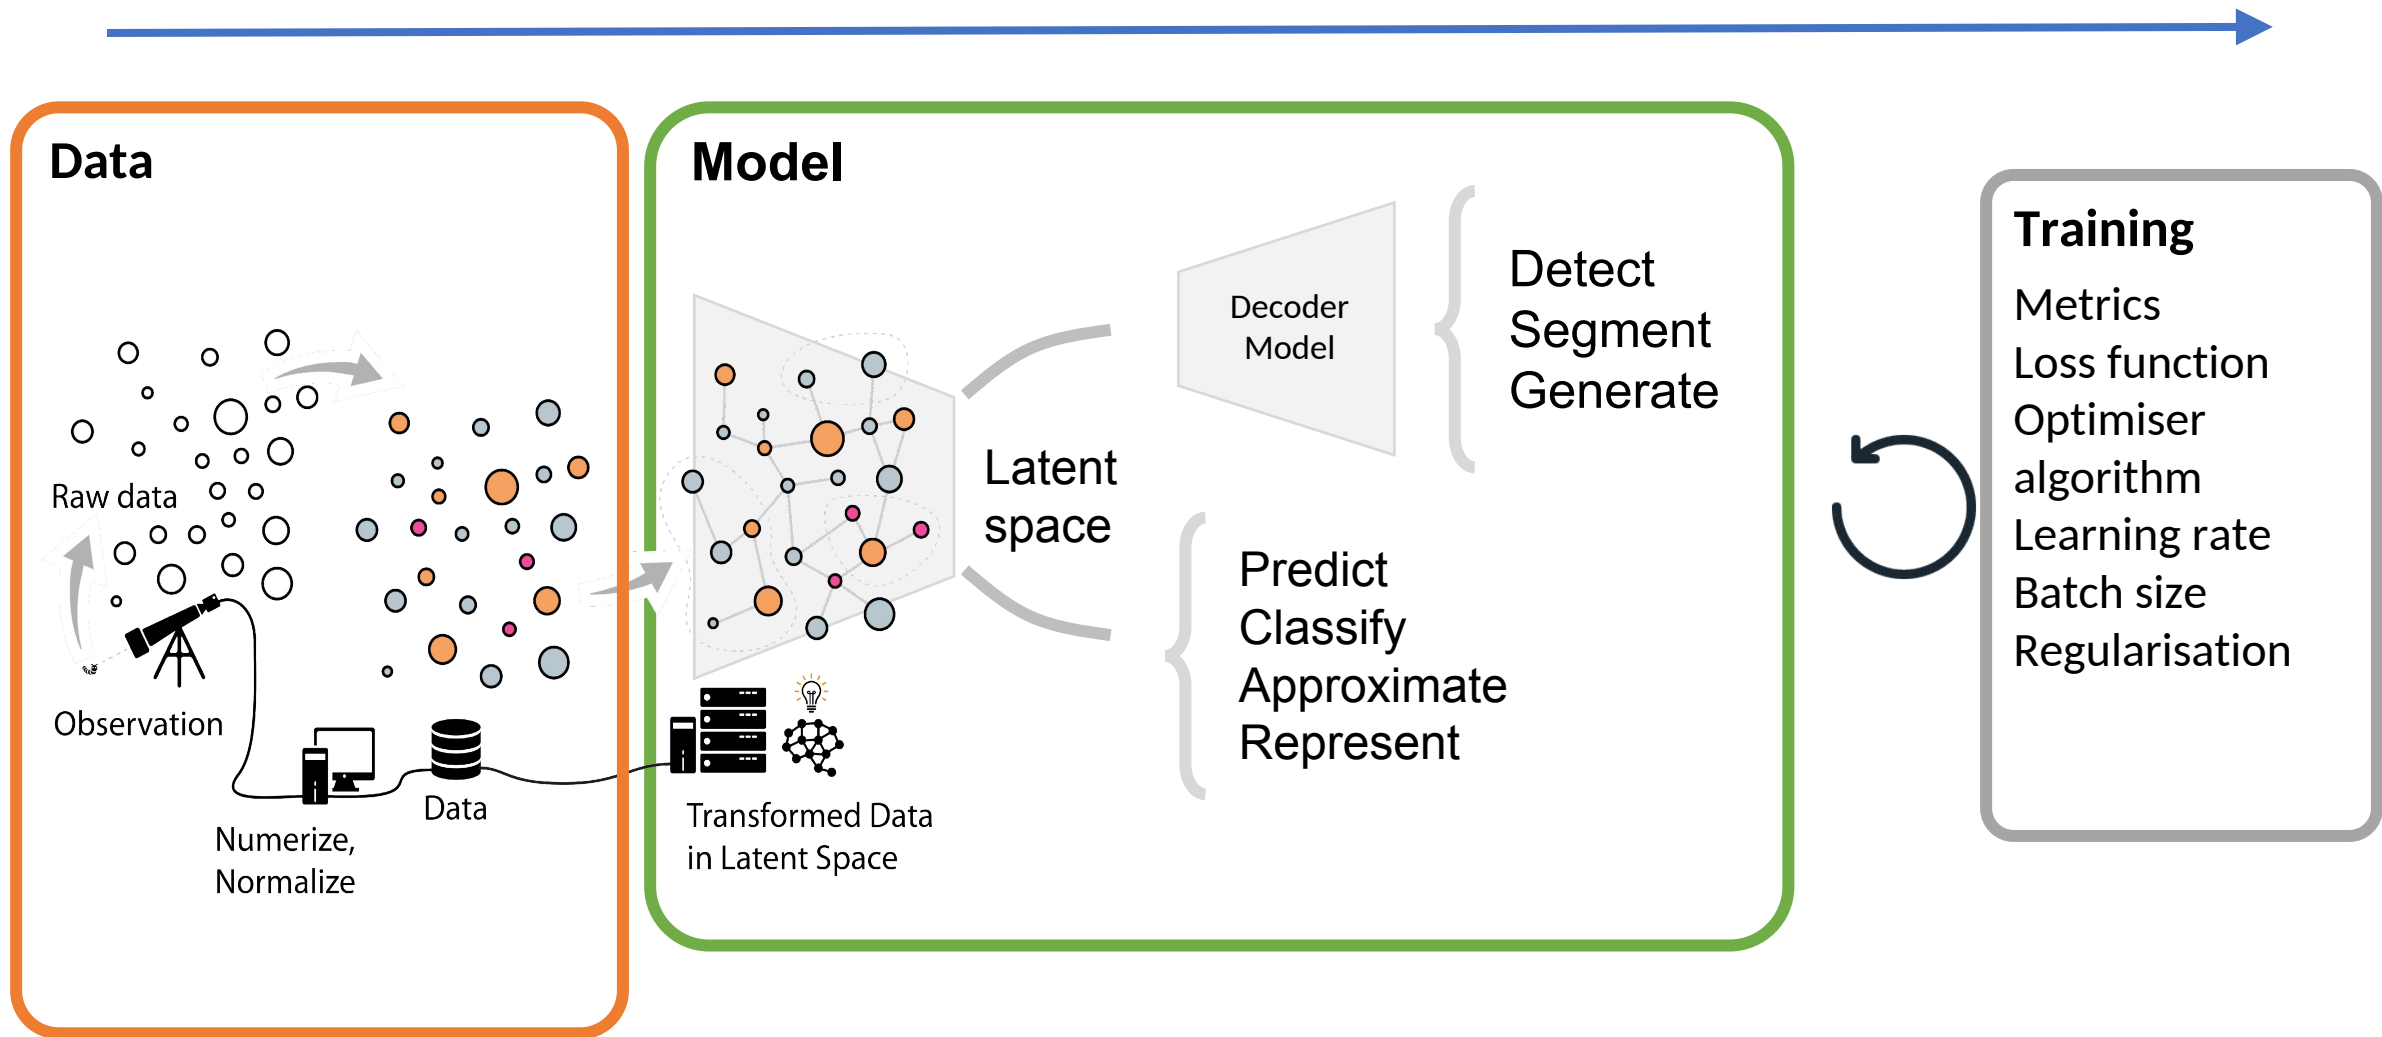 Data
Raw data
Observation
Numerize,
Normalize
Data
Model
Transformed Data
in Latent Space
Latent
space
Decoder
Model
Detect
Segment
Generate
Predict
Classify
Approximate
Represent
Training
Metrics
Loss function
Optimiser
algorithm
Learning rate
Batch size
Regularisation